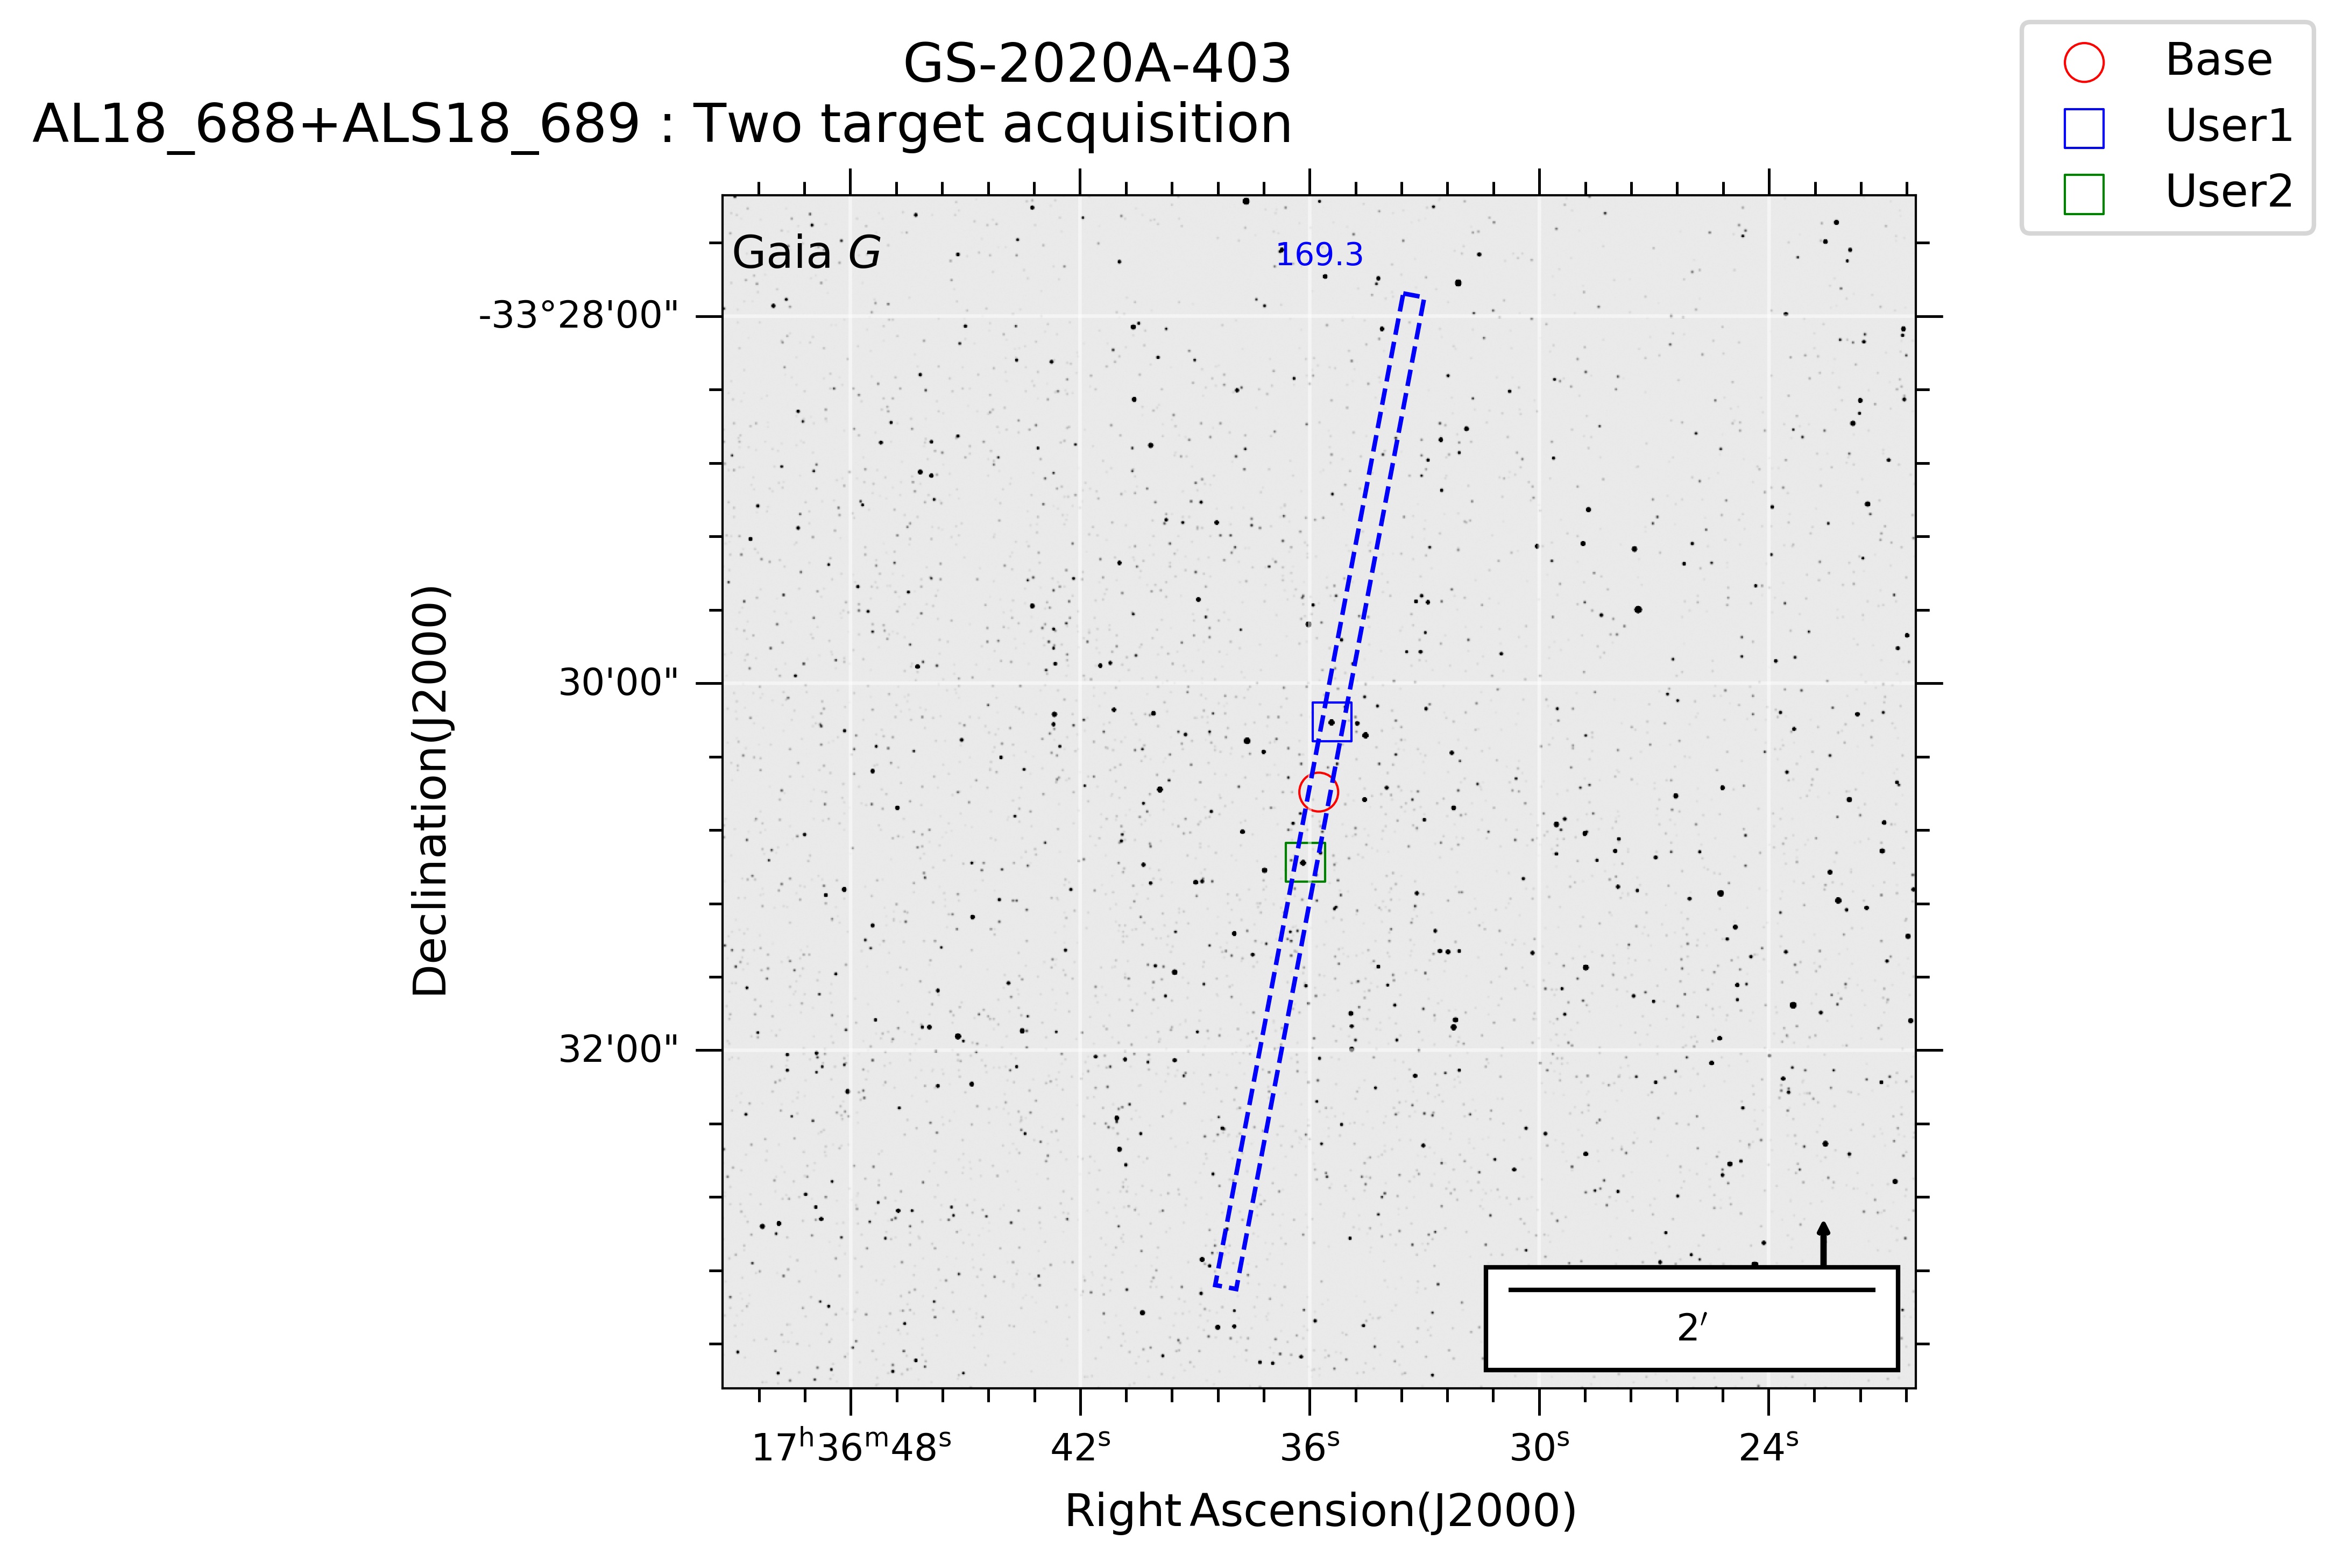 GS-2020A-403
AL18_688+ALS18_689 : Two target acquisition
Base
User1
User2
Gaia G
169.3
-33°28'00"
30'00"
32'00"
Declination(J2000)
2′
17ʰ36ᵐ48ˢ
42ˢ
36ˢ
30ˢ
24ˢ
Right Ascension(J2000)